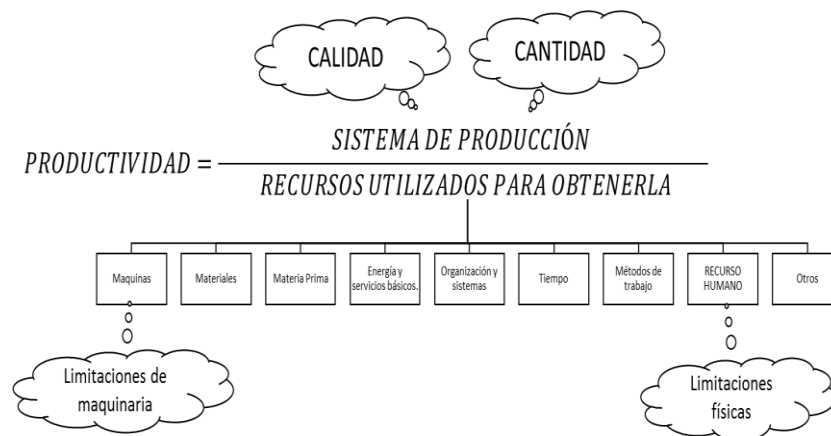 CALIDAD
CANTIDAD
PRODUCTIVIDAD =
SISTEMA DE PRODUCCIÓN
RECURSOS UTILIZADOS PARA OBTENERLA
Maquinas
Materiales
Materia Prima
Energía y
servicios básicos.
Organización y
sistemas
Tiempo
Métodos de
trabajo
RECURSO
HUMANO
Otros
Limitaciones de
maquinaria
Limitaciones
físicas